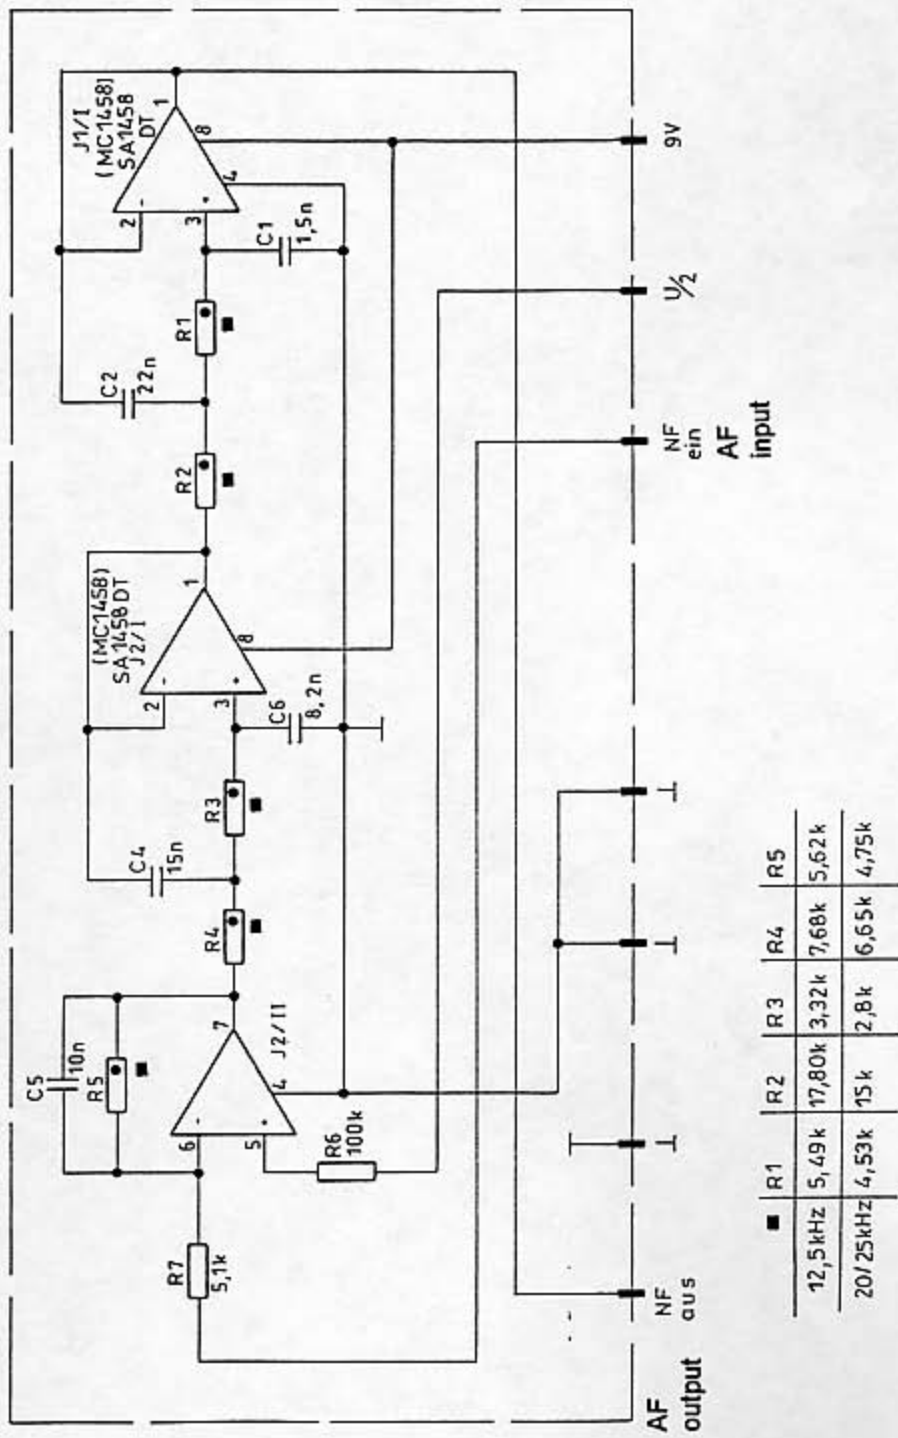 J1/I
(MC1458)
SA1458
DT
1
8
4
2
-
3
+
C1
1,5n
R1
C2
22n
R2
(MC1458)
SA1458 DT
J2/I
1
8
2
-
3
+
C6
8,2n
R3
C4
15n
R4
C5
10n
R5
7
J2/II
4
6
-
5
+
R6
100k
R7
5,1k
9V
U/2
NF
ein
AF
input
NF
aus
AF
output
R1 R2 R3 R4 R5
12,5kHz 5,49k 17,80k 3,32k 7,68k 5,62k
20/25kHz 4,53k 15k 2,8k 6,65k 4,75k